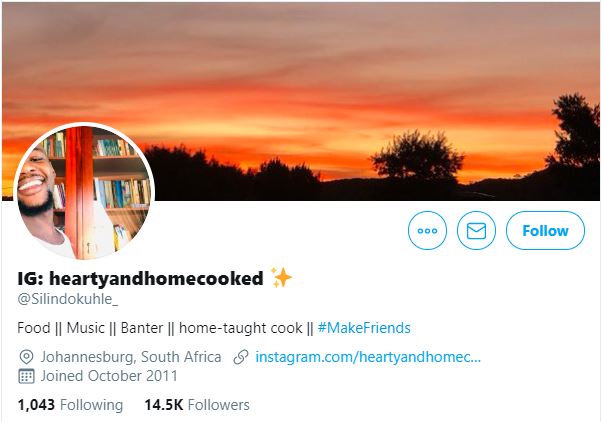 Follow
IG: heartyandhomecooked ✨
@Silindokuhle_
Food || Music || Banter || home-taught cook || #MakeFriends
Johannesburg, South Africa instagram.com/heartyandhomec...
Joined October 2011
1,043 Following 14.5K Followers